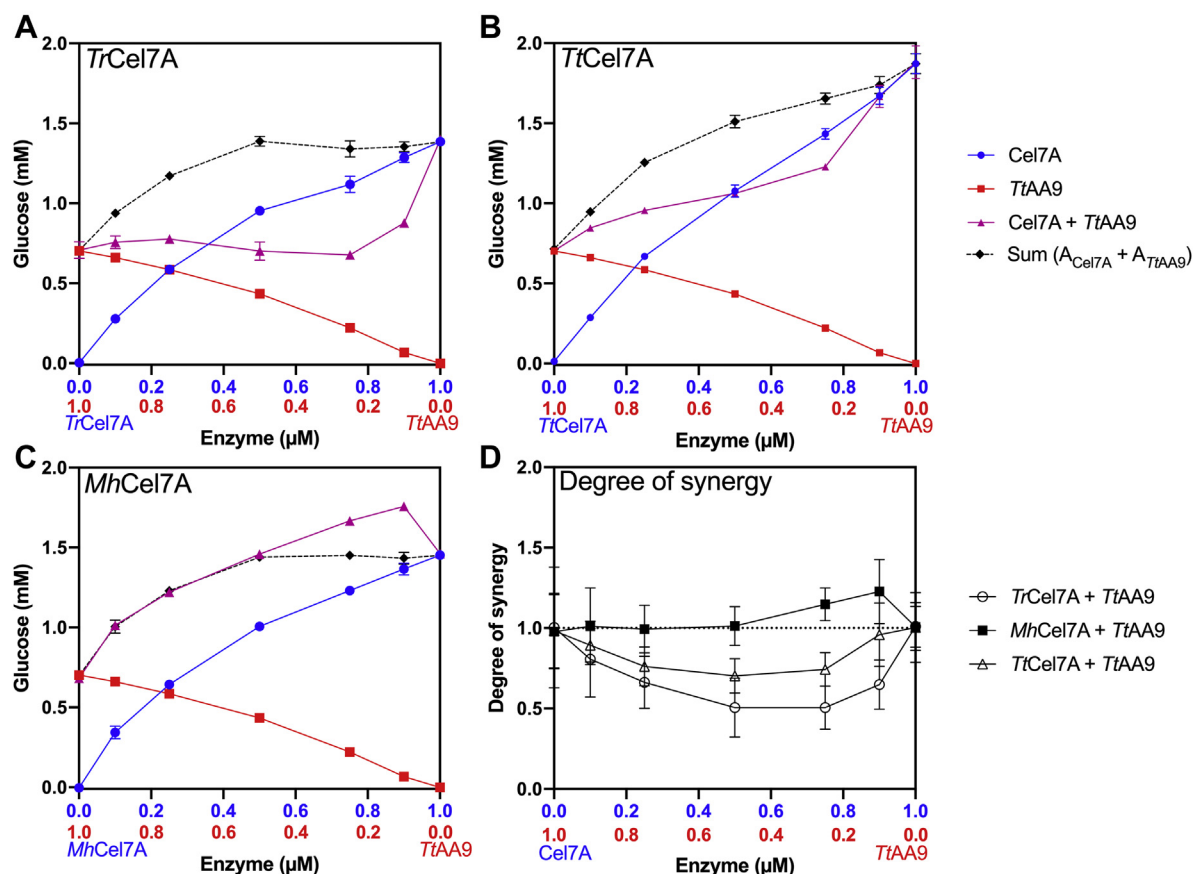 A
TrCel7A
2.0
1.5
1.0
0.5
0.0
Glucose (mM)
0.0 0.2 0.4 0.6 0.8 1.0
1.0 0.8 0.6 0.4 0.2 0.0
TrCel7A TtAA9
Enzyme (µM)
B
TtCel7A
2.0
1.5
1.0
0.5
0.0
Glucose (mM)
0.0 0.2 0.4 0.6 0.8 1.0
1.0 0.8 0.6 0.4 0.2 0.0
TtCel7A TtAA9
Enzyme (µM)
Cel7A
TtAA9
Cel7A + TtAA9
Sum (ACel7A + ATtAA9)
C
MhCel7A
2.0
1.5
1.0
0.5
0.0
Glucose (mM)
0.0 0.2 0.4 0.6 0.8 1.0
1.0 0.8 0.6 0.4 0.2 0.0
MhCel7A TtAA9
Enzyme (µM)
D
Degree of synergy
2.0
1.5
1.0
0.5
0.0
Degree of synergy
0.0 0.2 0.4 0.6 0.8 1.0
1.0 0.8 0.6 0.4 0.2 0.0
Cel7A TtAA9
Enzyme (µM)
TrCel7A + TtAA9
MhCel7A + TtAA9
TtCel7A + TtAA9